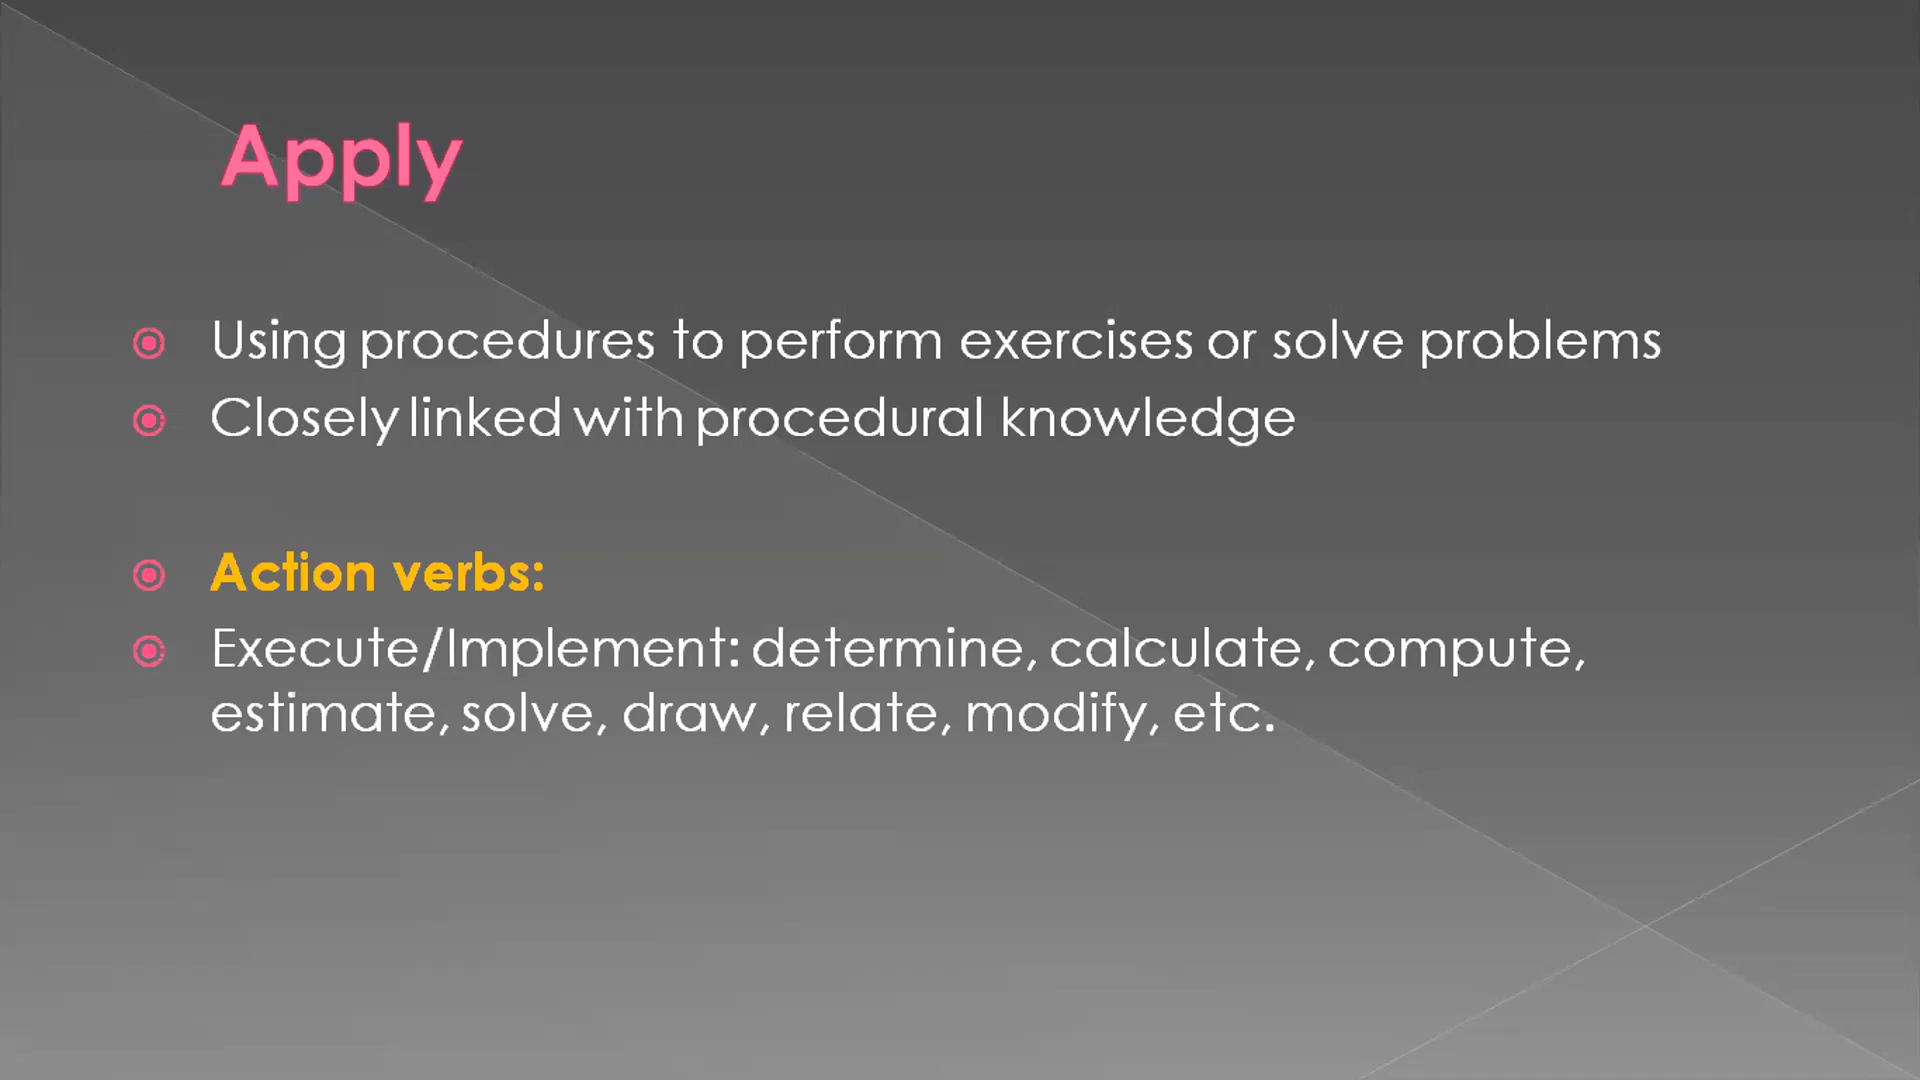 Apply
Using procedures to perform exercises or solve problems
Closely linked with procedural knowledge
Action verbs:
Execute/Implement: determine, calculate, compute,
estimate, solve, draw, relate, modify, etc.